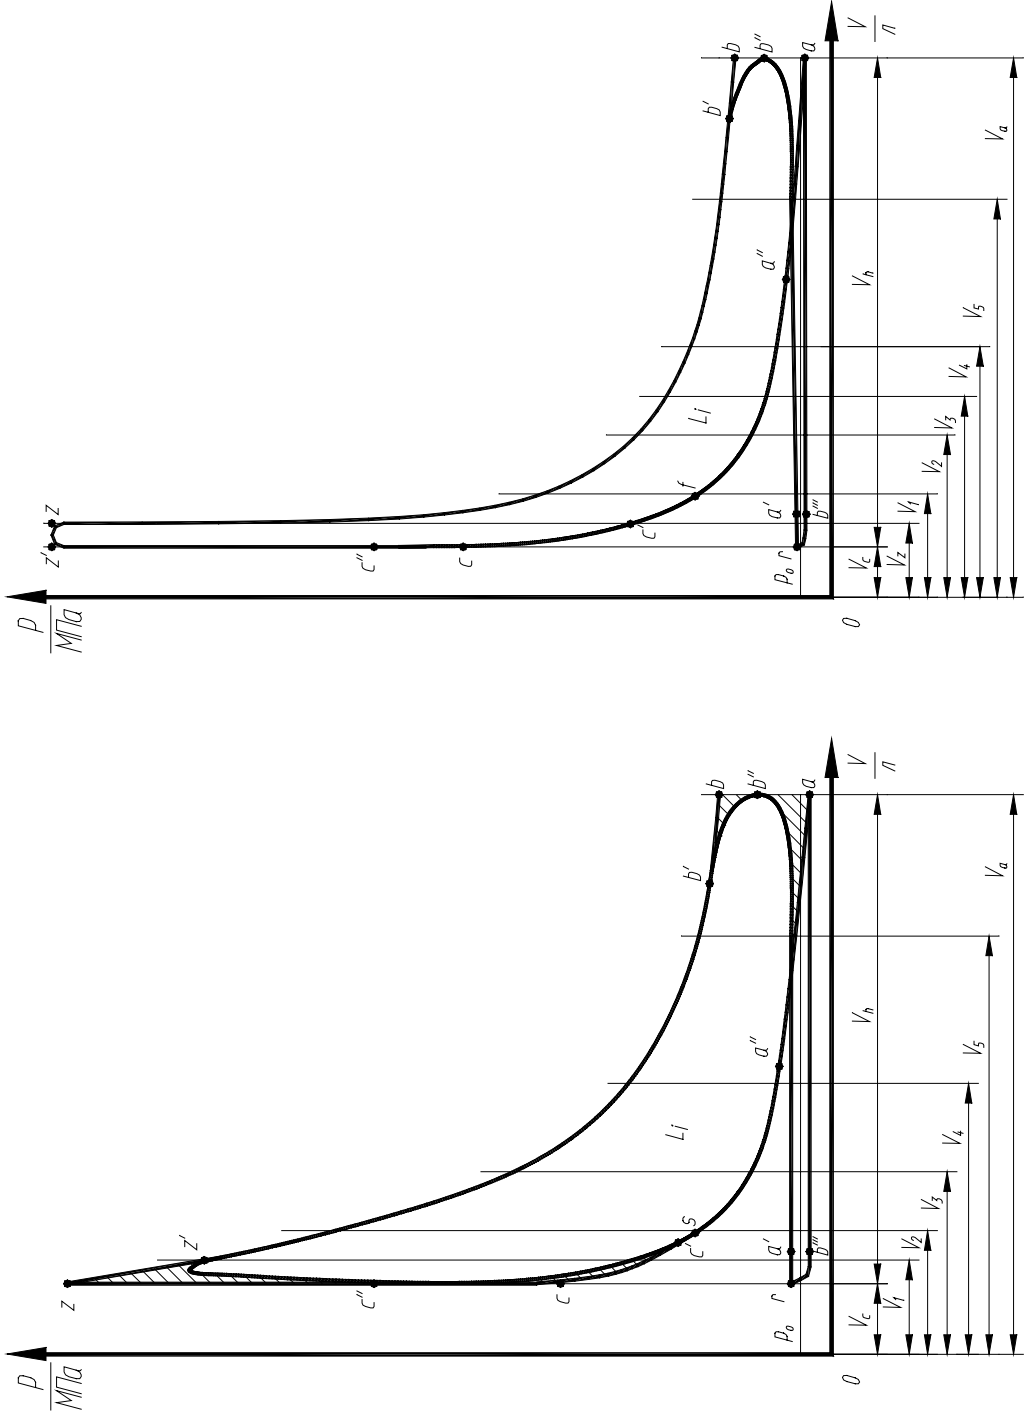 p
МПа
z
z'
c"
c
Li
c'
s
b'
b
b"
a"
a'
r
p₀
b'''
a
0
V
л
Vc
Vh
V1
V2
V3
V4
V5
Va
p
МПа
z'
z
c"
c
c'
f
Li
b'
b
b"
a"
a'
r
p₀
b'''
a
0
V
л
Vc
Vh
Vz
V1
V2
V3
V4
V5
Va